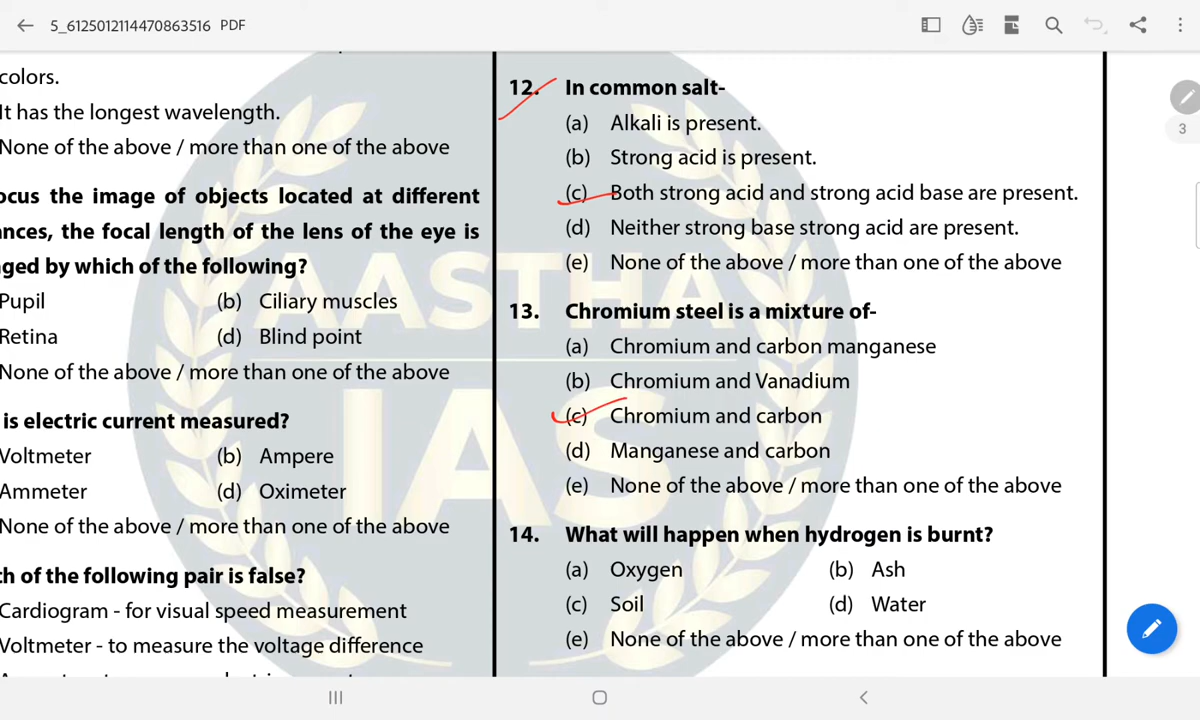 5_6125012114470863516 PDF
colors.
It has the longest wavelength.
None of the above / more than one of the above
ocus the image of objects located at different
ances, the focal length of the lens of the eye is
ged by which of the following?
Pupil (b) Ciliary muscles
Retina (d) Blind point
None of the above / more than one of the above
is electric current measured?
Voltmeter (b) Ampere
Ammeter (d) Oximeter
None of the above / more than one of the above
ch of the following pair is false?
Cardiogram - for visual speed measurement
Voltmeter - to measure the voltage difference
12. In common salt-
(a) Alkali is present.
(b) Strong acid is present.
(c) Both strong acid and strong acid base are present.
(d) Neither strong base strong acid are present.
(e) None of the above / more than one of the above
13. Chromium steel is a mixture of-
(a) Chromium and carbon manganese
(b) Chromium and Vanadium
(c) Chromium and carbon
(d) Manganese and carbon
(e) None of the above / more than one of the above
14. What will happen when hydrogen is burnt?
(a) Oxygen (b) Ash
(c) Soil (d) Water
(e) None of the above / more than one of the above
3
AASTHA
IAS